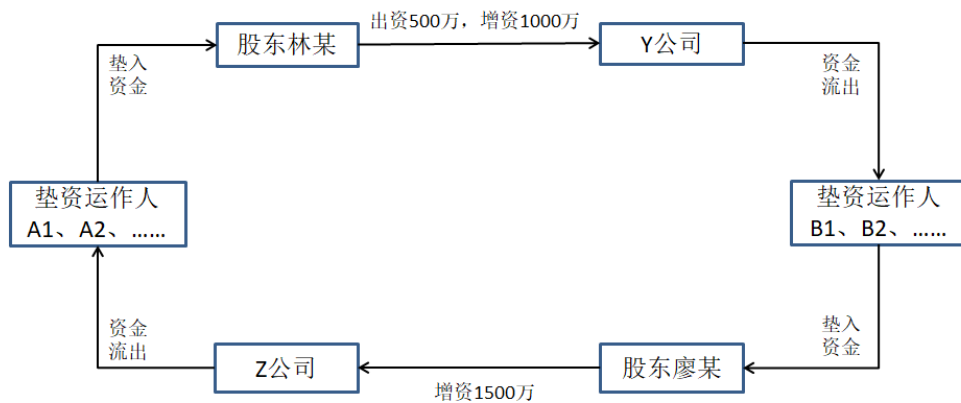 出资500万，增资1000万
股东林某
Y公司
垫入
资金
资金
流出
垫资运作人
A1、A2、……
垫资运作人
B1、B2、……
资金
流出
垫入
资金
Z公司
股东廖某
增资1500万